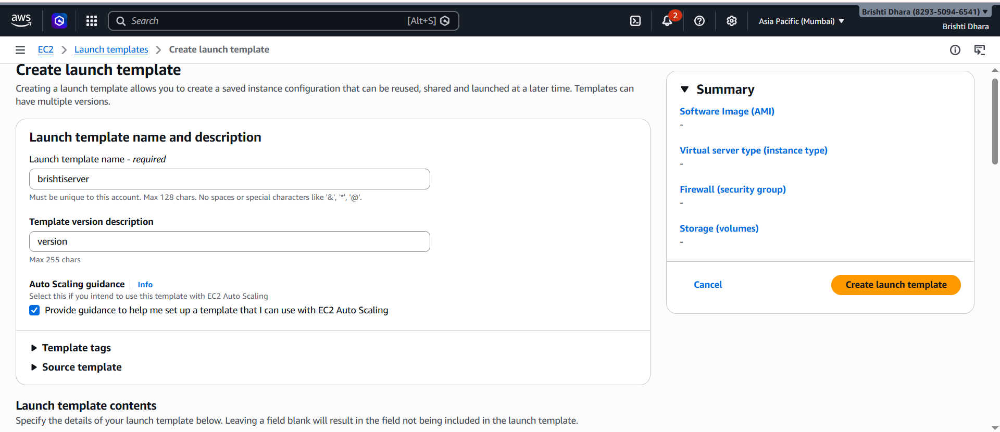 aws
Search
[Alt+S]
2
Asia Pacific (Mumbai)
Brishti Dhara (8293-5094-6541)
Brishti Dhara
EC2
Launch templates
Create launch template
Create launch template
Creating a launch template allows you to create a saved instance configuration that can be reused, shared and launched at a later time. Templates can
have multiple versions.
Launch template name and description
Launch template name - required
brishtiserver
Must be unique to this account. Max 128 chars. No spaces or special characters like '&', '*', '@'.
Template version description
version
Max 255 chars
Auto Scaling guidance
Info
Select this if you intend to use this template with EC2 Auto Scaling
Provide guidance to help me set up a template that I can use with EC2 Auto Scaling
Template tags
Source template
Launch template contents
Specify the details of your launch template below. Leaving a field blank will result in the field not being included in the launch template.
Summary
Software Image (AMI)
-
Virtual server type (instance type)
-
Firewall (security group)
-
Storage (volumes)
-
Cancel
Create launch template